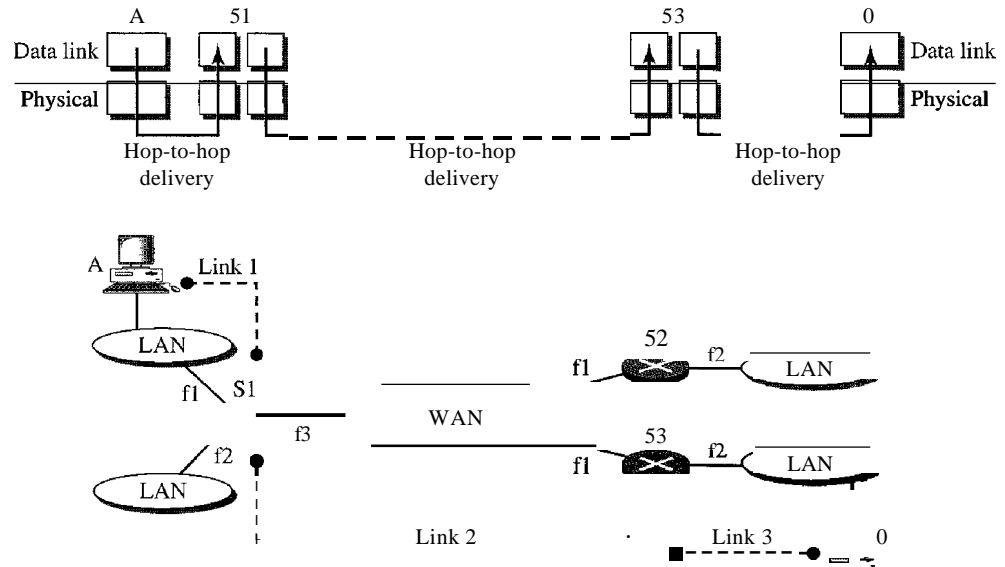 A 51 53 0
Data link Data link
Physical Physical
Hop-to-hop delivery
Hop-to-hop delivery
Hop-to-hop delivery
A
Link 1
LAN
f1
S1
f3
WAN
f2
LAN
52
f1
f2
LAN
53
f1
f2
LAN
Link 2
Link 3
0